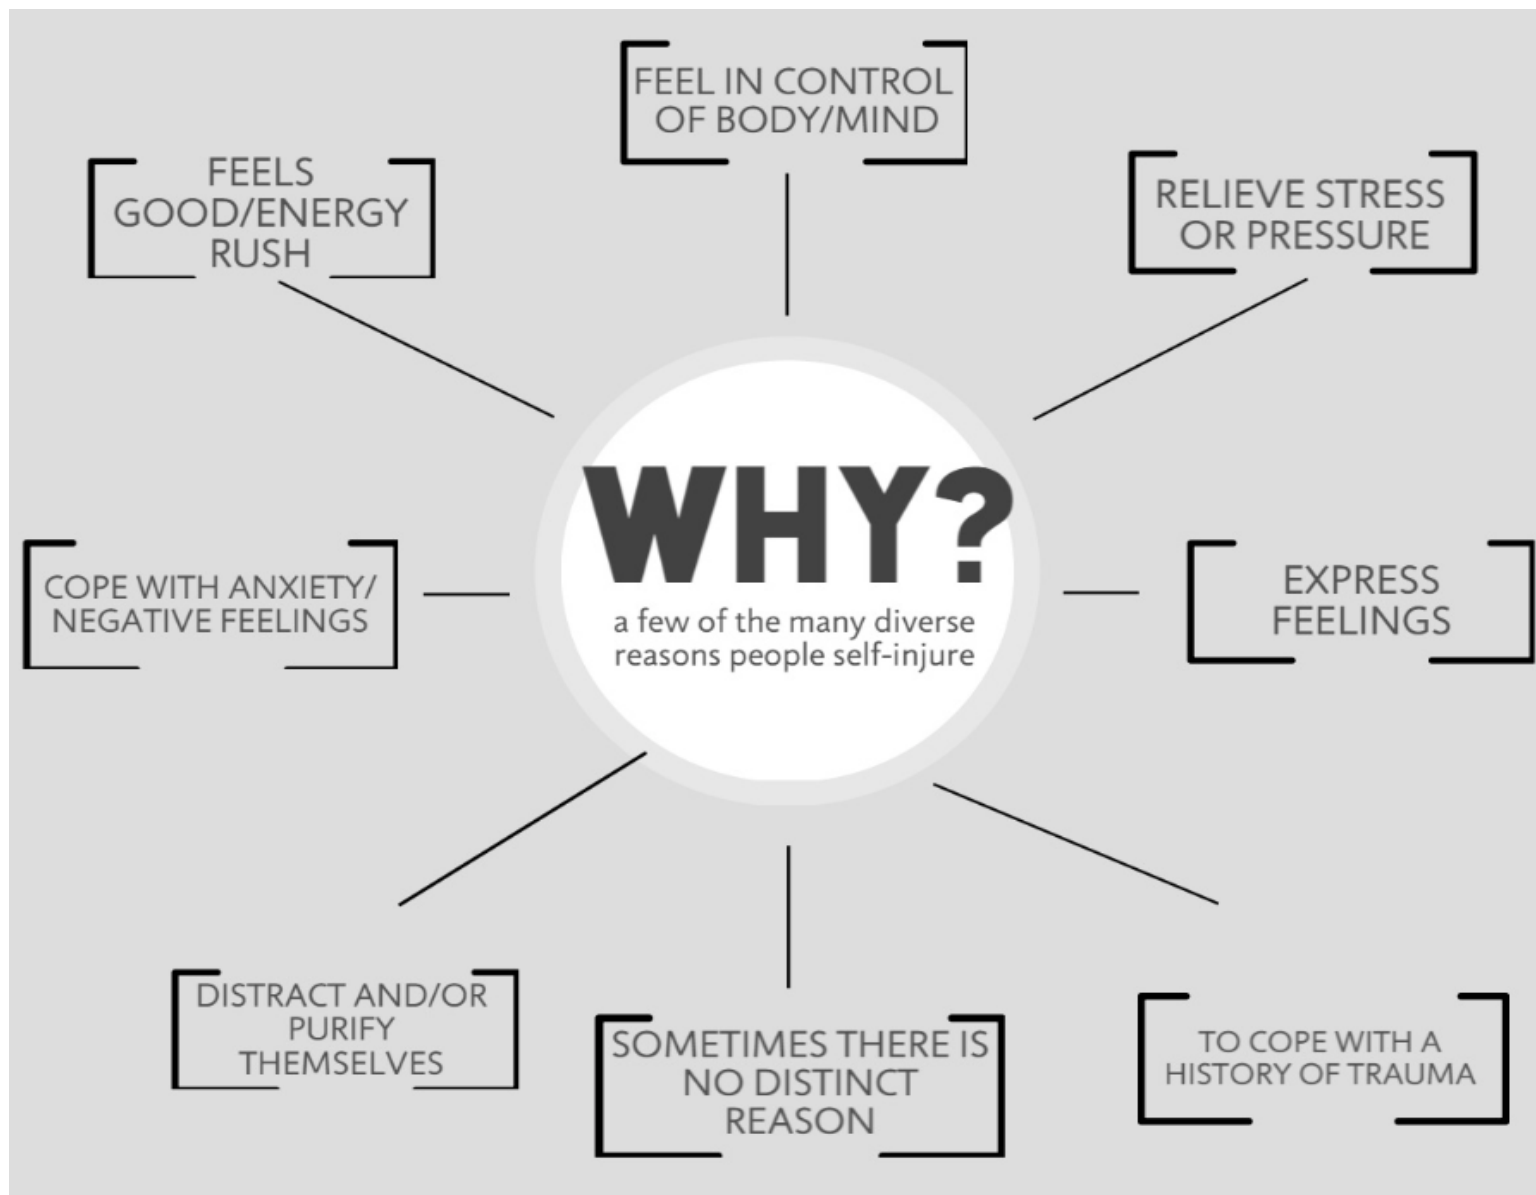 FEEL IN CONTROL
OF BODY/MIND
FEELS
GOOD/ENERGY
RUSH
RELIEVE STRESS
OR PRESSURE
WHY?
a few of the many diverse
reasons people self-injure
COPE WITH ANXIETY/
NEGATIVE FEELINGS
EXPRESS
FEELINGS
DISTRACT AND/OR
PURIFY
THEMSELVES
SOMETIMES THERE IS
NO DISTINCT
REASON
TO COPE WITH A
HISTORY OF TRAUMA